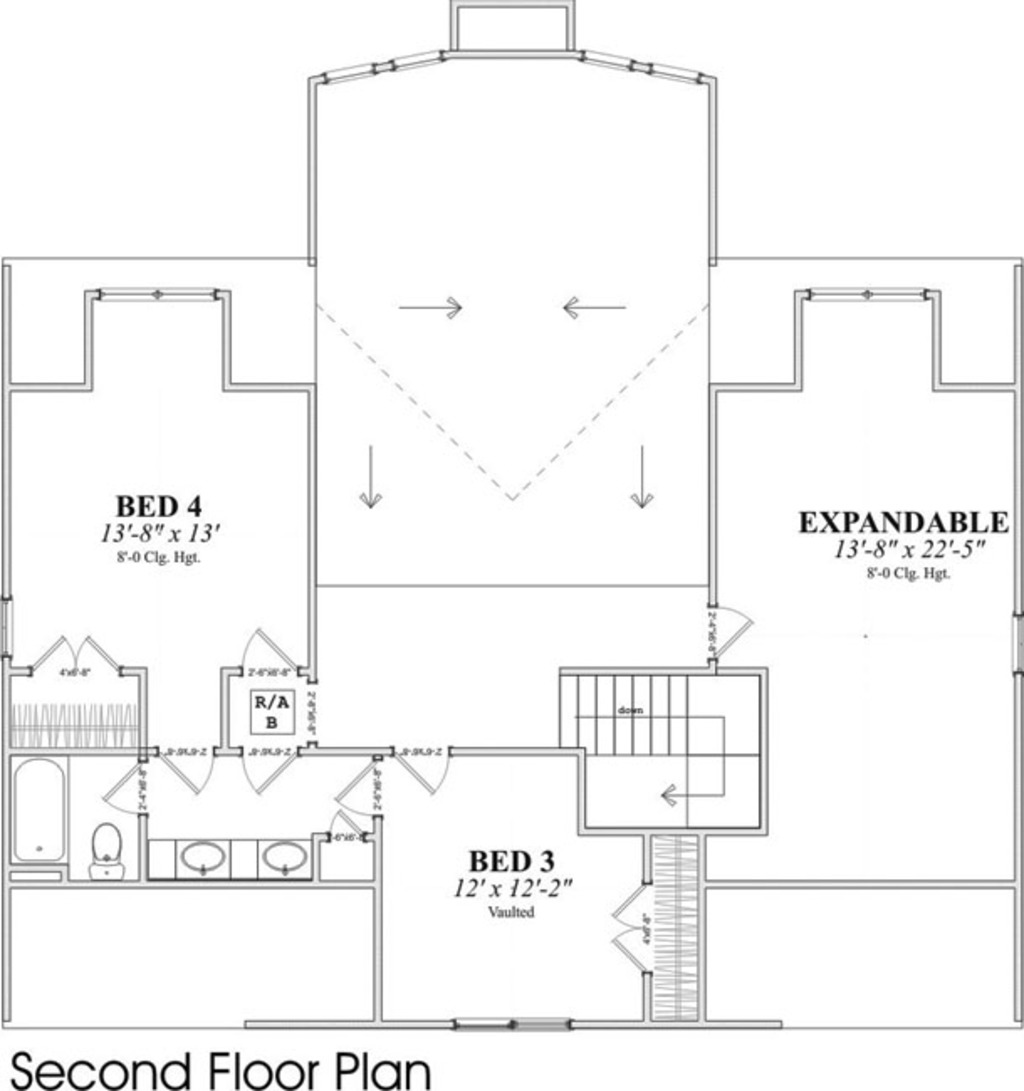 BED 4
13'-8" x 13'
8'-0 Clg. Hgt.
EXPANDABLE
13'-8" x 22'-5"
8'-0 Clg. Hgt.
2'-4"x6'-8"
4'x6'-8"
2'-6"x6'-8"
R/A
B
2'-8"x6'-8"
down
2'-6"x6'-8"
2'-6"x6'-8"
2'-6"x6'-8"
2'-4"x6'-8"
2'-6"x6'-8"
-6"x6'-8
BED 3
12' x 12'-2"
Vaulted
4'x6'-8"
Second Floor Plan